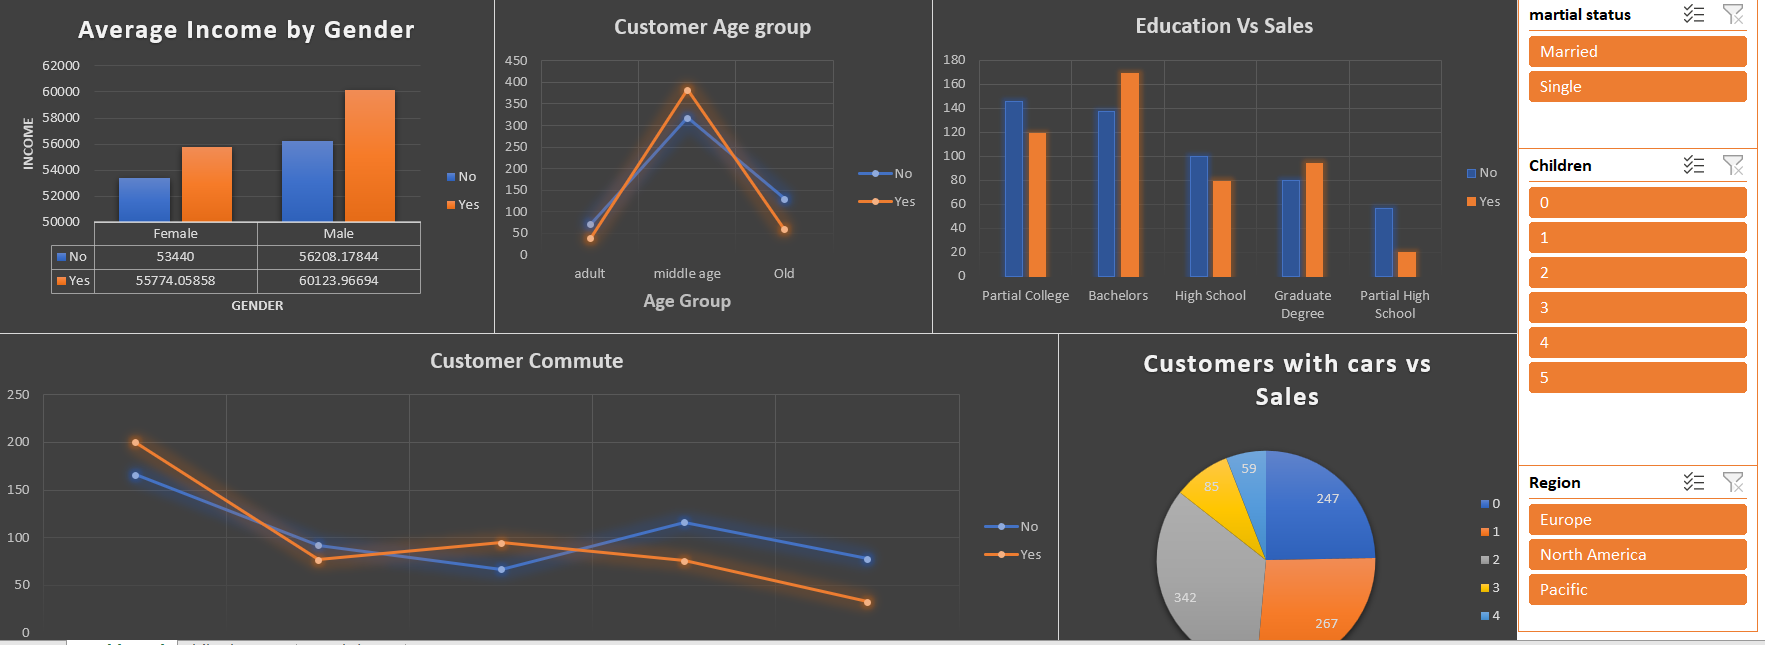 Average Income by Gender
62000
60000
58000
56000
54000
52000
50000
INCOME
Female Male
No 53440 56208.17844
Yes 55774.05858 60123.96694
GENDER
No
Yes
Customer Age group
450
400
350
300
250
200
150
100
50
0
adult middle age Old
Age Group
No
Yes
Education Vs Sales
180
160
140
120
100
80
60
40
20
0
Partial College Bachelors High School Graduate Degree Partial High School
No
Yes
Customer Commute
250
200
150
100
50
0
No
Yes
Customers with cars vs
Sales
59
247
85
342
267
0
1
2
3
4
martial status
Married
Single
Children
0
1
2
3
4
5
Region
Europe
North America
Pacific